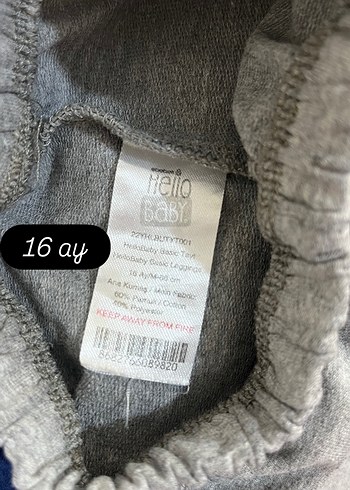 Hello
BABY
16 ay
HelloBaby Basic Tayt
HelloBaby Basic Leggings
Ana Kumaş / Main Fabric
60% Pamuk / Cotton
Polyester
KEEP AWAY FROM FIRE